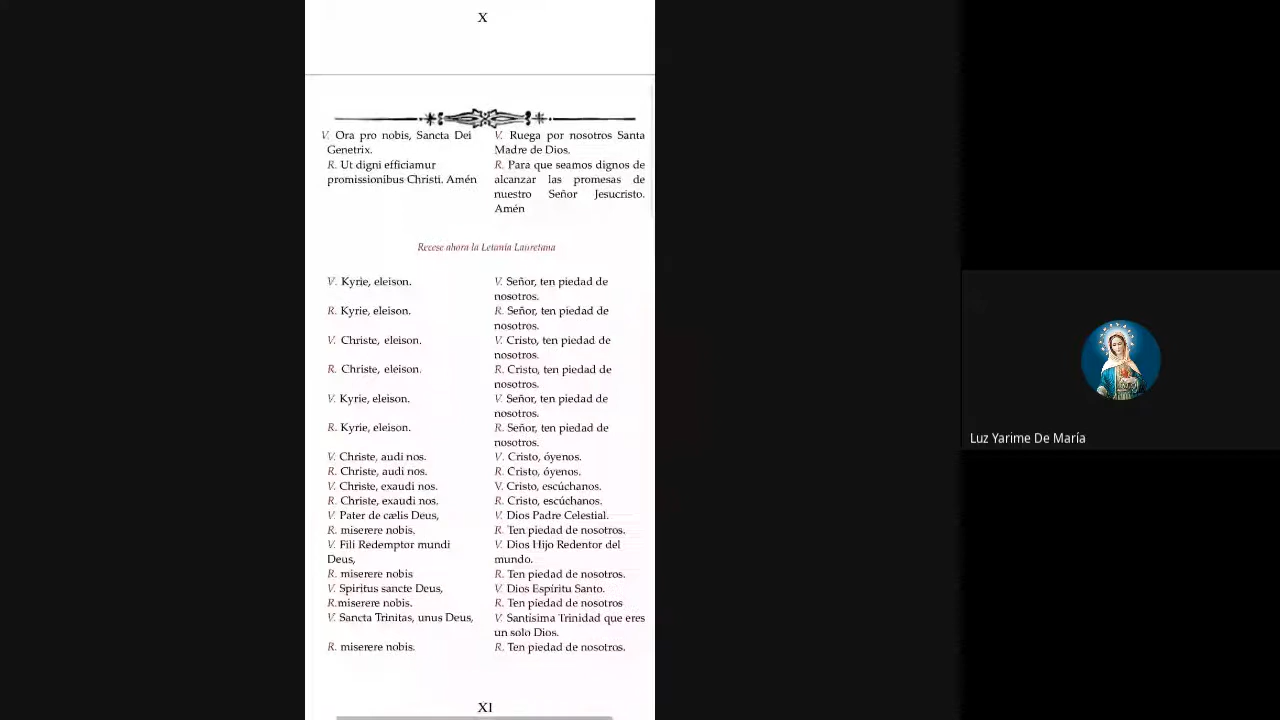 X
V. Ora pro nobis, Sancta Dei
Genetrix.
R. Ut digni efficiamur
promissionibus Christi. Amén
V. Ruega por nosotros Santa
Madre de Dios.
R. Para que seamos dignos de
alcanzar las promesas de
nuestro Señor Jesucristo.
Amén
Recese ahora la Letanía Lauretana
V. Kyrie, eleison.
V. Señor, ten piedad de
nosotros.
R. Kyrie, eleison.
R. Señor, ten piedad de
nosotros.
V. Christe, eleison.
V. Cristo, ten piedad de
nosotros.
R. Christe, eleison.
R. Cristo, ten piedad de
nosotros.
V. Kyrie, eleison.
V. Señor, ten piedad de
nosotros.
R. Kyrie, eleison.
R. Señor, ten piedad de
nosotros.
V. Christe, audi nos.
V. Cristo, óyenos.
R. Christe, audi nos.
R. Cristo, óyenos.
V. Christe, exaudi nos.
V. Cristo, escúchanos.
R. Christe, exaudi nos.
R. Cristo, escúchanos.
V. Pater de cælis Deus,
V. Dios Padre Celestial.
R. miserere nobis.
R. Ten piedad de nosotros.
V. Fili Redemptor mundi
Deus,
V. Dios Hijo Redentor del
mundo.
R. miserere nobis
R. Ten piedad de nosotros.
V. Spiritus sancte Deus,
V. Dios Espíritu Santo.
R.miserere nobis.
R. Ten piedad de nosotros
V. Sancta Trinitas, unus Deus,
V. Santísima Trinidad que eres
un solo Dios.
R. miserere nobis.
R. Ten piedad de nosotros.
XI
Luz Yarime De María